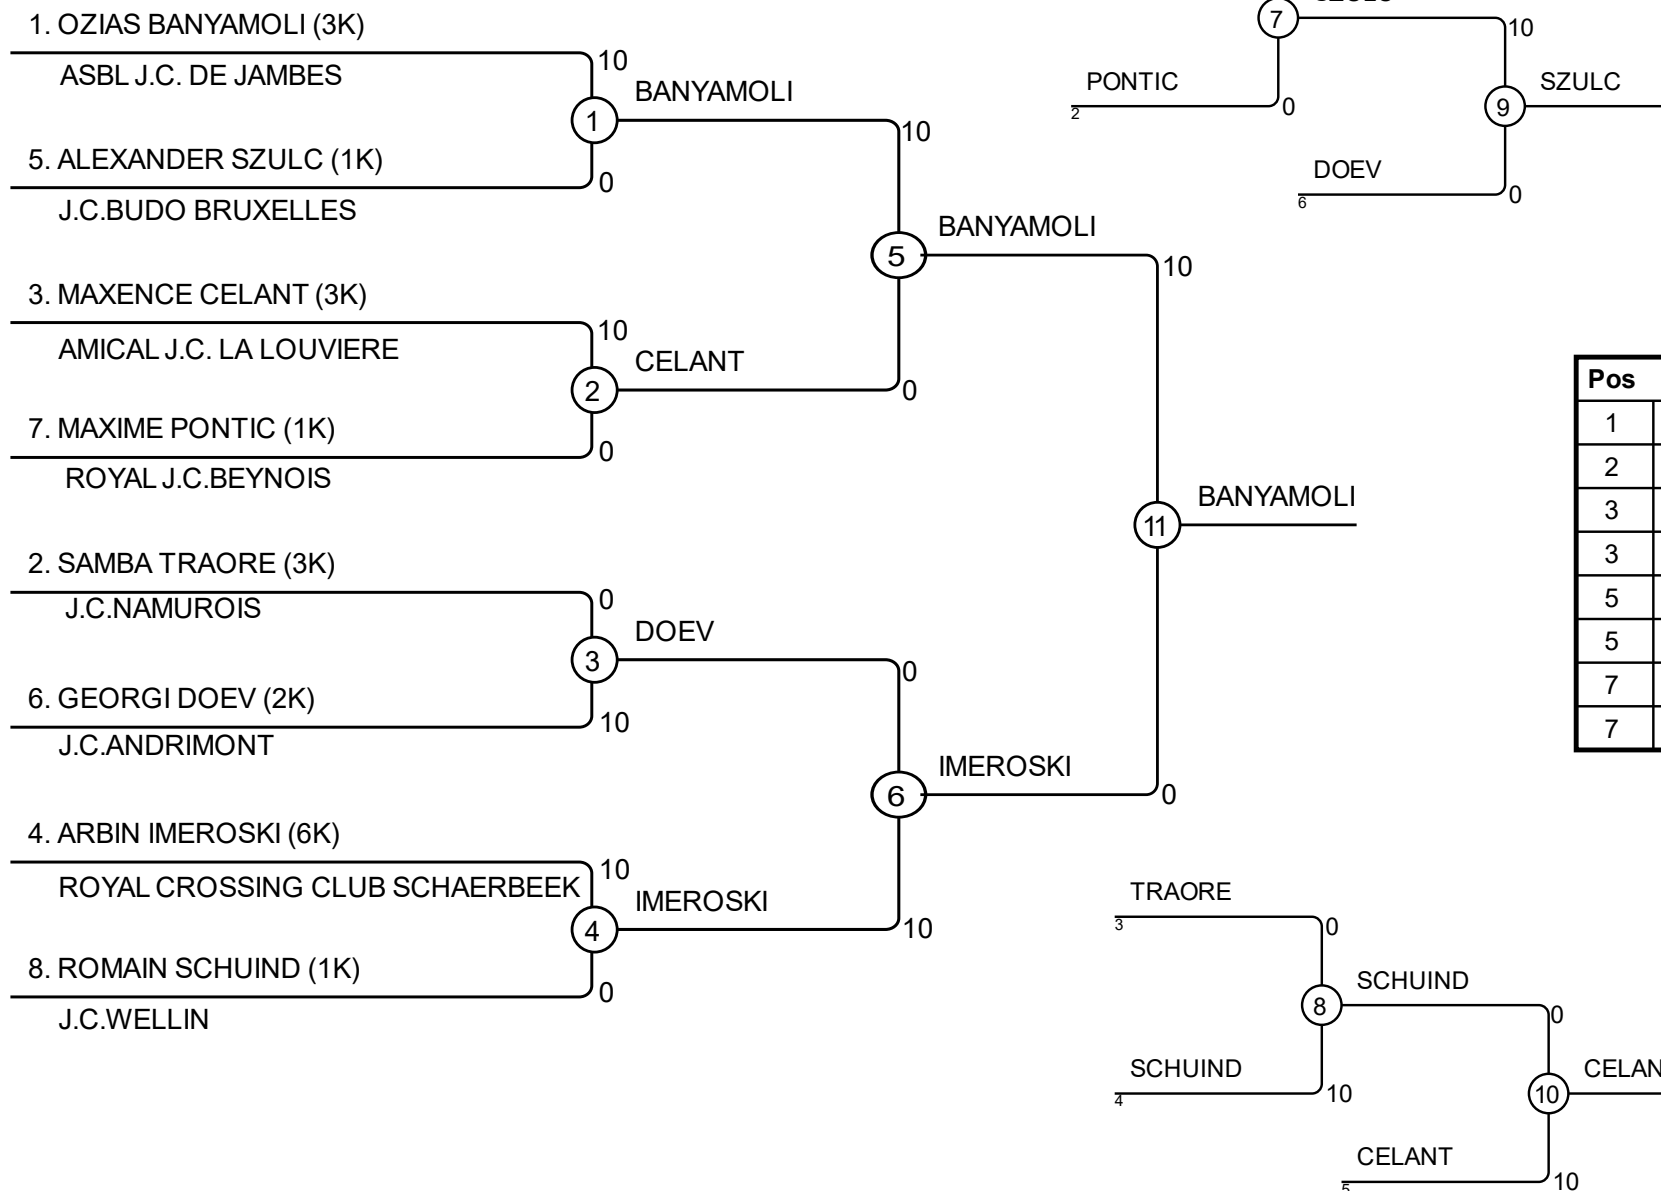 1. OZIAS BANYAMOLI (3K)
10
ASBL J.C. DE JAMBES
1
BANYAMOLI
5. ALEXANDER SZULC (1K)
0
J.C.BUDO BRUXELLES
10
5
BANYAMOLI
3. MAXENCE CELANT (3K)
10
AMICAL J.C. LA LOUVIERE
2
CELANT
0
7. MAXIME PONTIC (1K)
0
ROYAL J.C.BEYNOIS
10
11
BANYAMOLI
2. SAMBA TRAORE (3K)
0
J.C.NAMUROIS
3
DOEV
6. GEORGI DOEV (2K)
10
J.C.ANDRIMONT
0
6
IMEROSKI
0
4. ARBIN IMEROSKI (6K)
10
ROYAL CROSSING CLUB SCHAERBEEK
4
IMEROSKI
10
8. ROMAIN SCHUIND (1K)
0
J.C.WELLIN
7
10
PONTIC
2
0
9
SZULC
DOEV
6
0
Pos
1
2
3
3
5
5
7
7
TRAORE
3
0
8
SCHUIND
0
SCHUIND
4
10
10
CELAN
CELANT
5
10